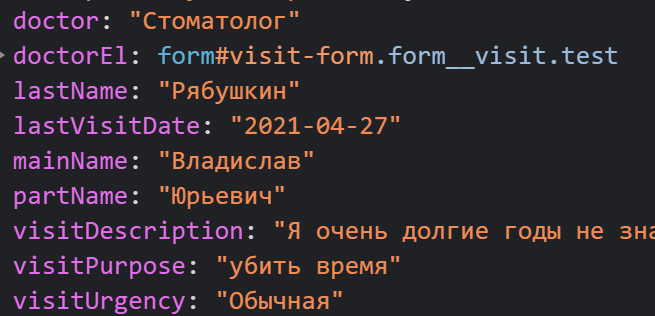 doctor: "Стоматолог"
doctorEl: form#visit-form.form__visit.test
lastName: "Рябушкин"
lastVisitDate: "2021-04-27"
mainName: "Владислав"
partName: "Юрьевич"
visitDescription: "Я очень долгие годы не
visitPurpose: "убить время"
visitUrgency: "Обычная"